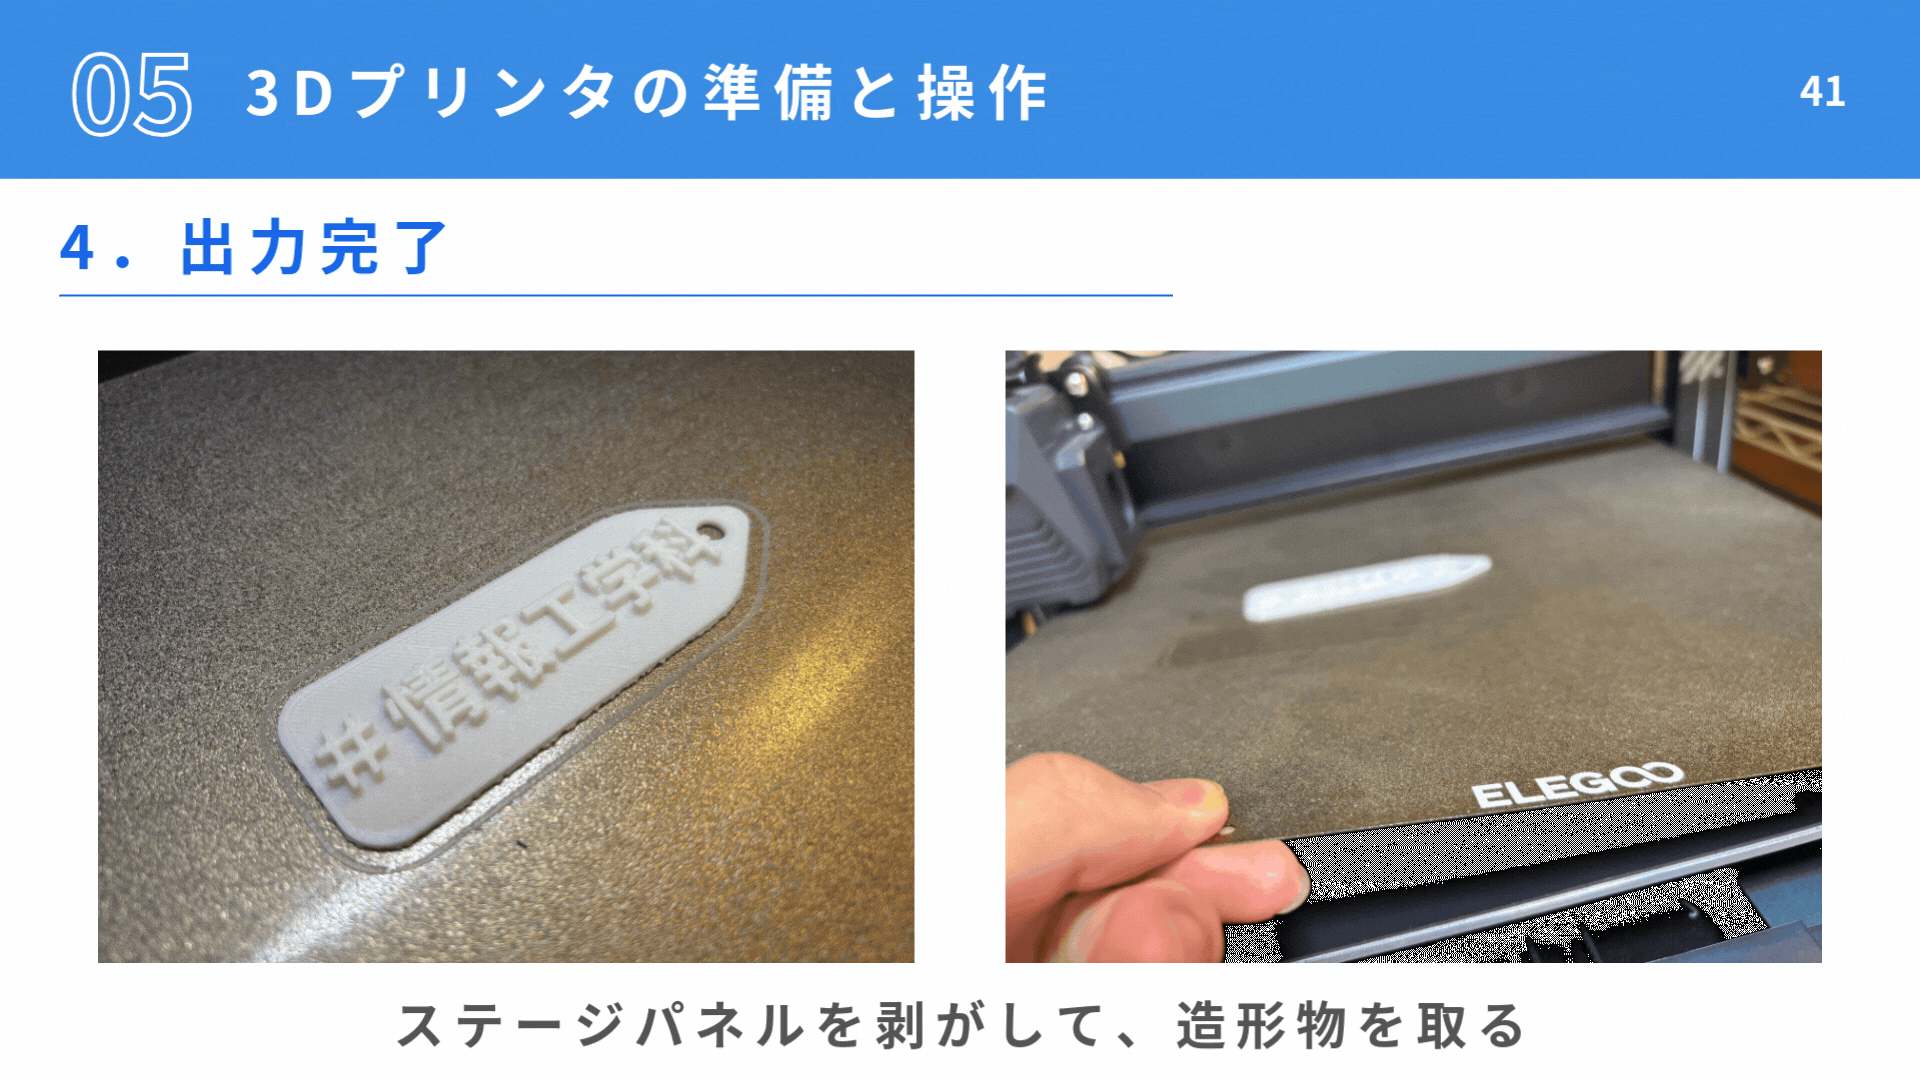 05
3Dプリンタの準備と操作
41
4. 出力完了
#情報工学科
ELEGOO
ステージパネルを剥がして、造形物を取る